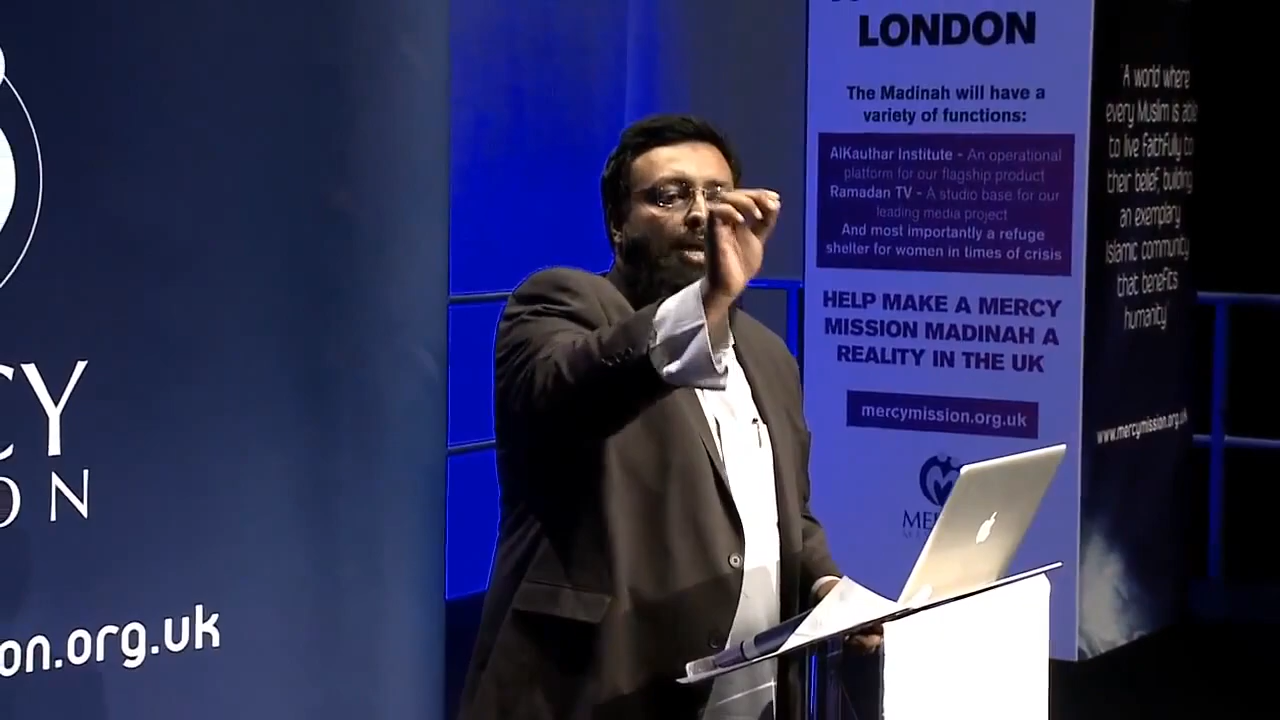 CY
ON
on.org.uk
LONDON
The Madinah will have a
variety of functions:
AlKauthar Institute - An operational
platform for our flagship product
Ramadan TV - A studio base for our
leading media project
And most importantly a refuge
shelter for women in times of crisis
HELP MAKE A MERCY
MISSION MADINAH A
REALITY IN THE UK
mercymission.org.uk
"A world where
every Muslim is able
to live faithfully to
their belief, building
an exemplary
Islamic community
that benefits
humanity"
www.mercymission.org.uk